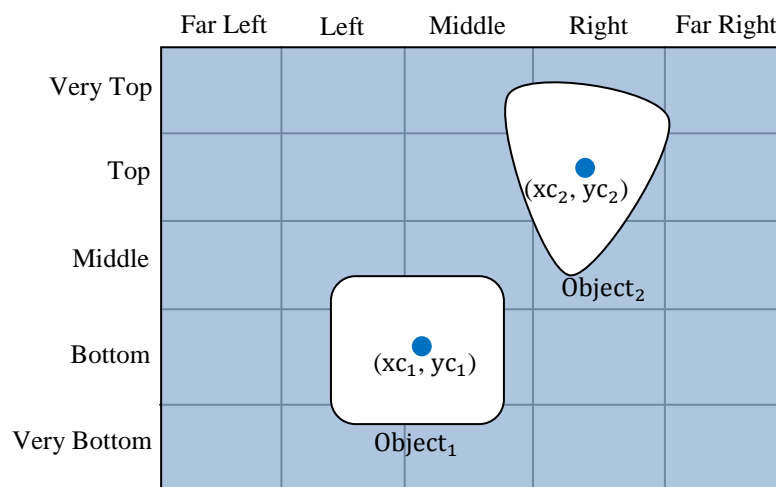 Far Left Left Middle Right Far Right
Very Top
Top
(xc₂, yc₂)
Middle
Object₂
Bottom
(xc₁, yc₁)
Very Bottom
Object₁